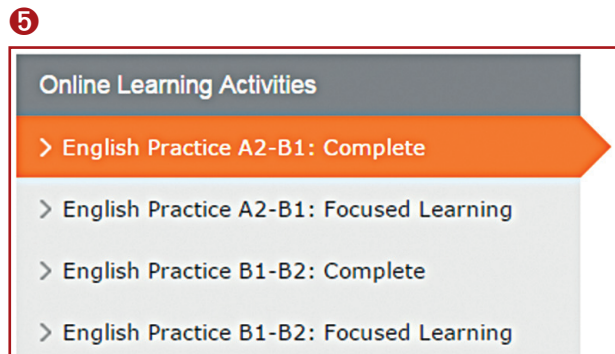 5
Online Learning Activities
> English Practice A2-B1: Complete
> English Practice A2-B1: Focused Learning
> English Practice B1-B2: Complete
> English Practice B1-B2: Focused Learning